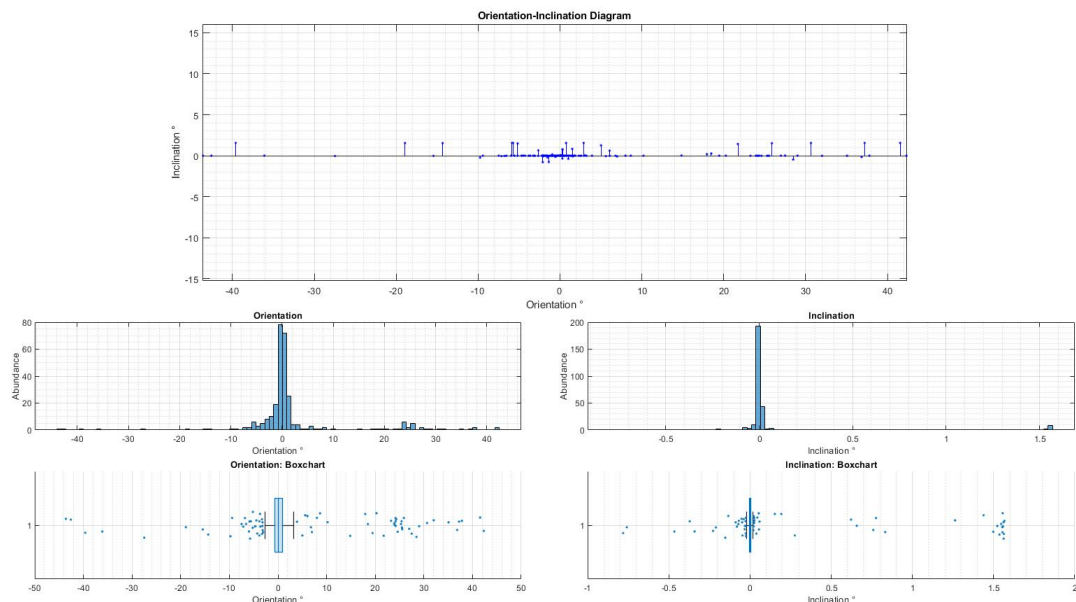 Orientation-Inclination Diagram
15
10
5
0
-5
-10
-15
Inclination °
-40 -30 -20 -10 0 10 20 30 40
Orientation °
Orientation
80
60
40
20
0
Abundance
-40 -30 -20 -10 0 10 20 30 40
Orientation °
Inclination
200
150
100
50
0
Abundance
-0.5 0 0.5 1 1.5
Inclination °
Orientation: Boxchart
1
-50 -40 -30 -20 -10 0 10 20 30 40 50
Orientation °
Inclination: Boxchart
1
-1 -0.5 0 0.5 1 1.5 2
Inclination °